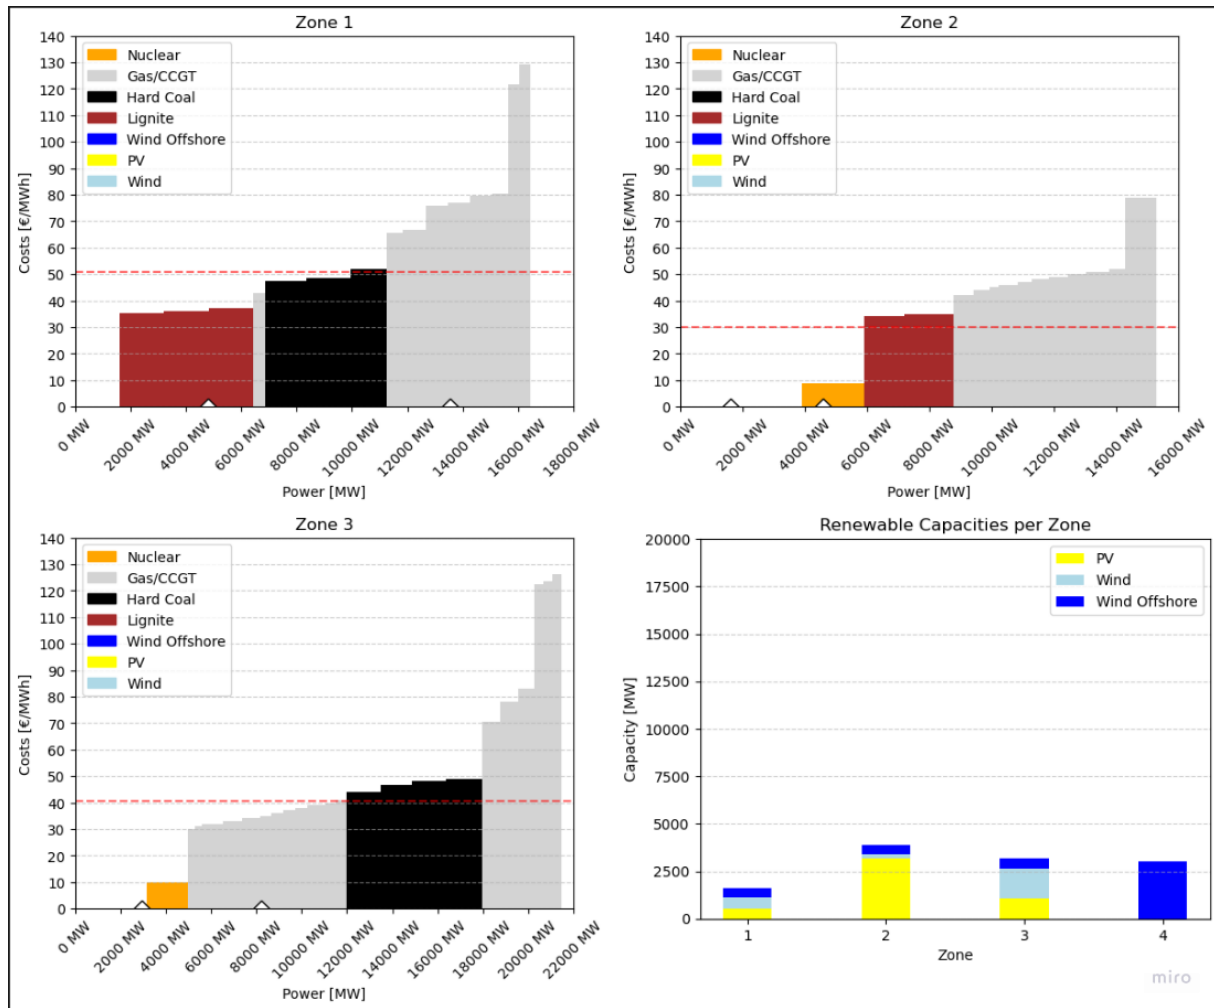 Zone 1
140
130
120
110
100
90
80
70
60
50
40
30
20
10
0
Costs [€/MWh]
Nuclear
Gas/CCGT
Hard Coal
Lignite
Wind Offshore
PV
Wind
0 MW
2000 MW
4000 MW
6000 MW
8000 MW
10000 MW
12000 MW
14000 MW
16000 MW
18000 MW
Power [MW]
Zone 2
140
130
120
110
100
90
80
70
60
50
40
30
20
10
0
Costs [€/MWh]
Nuclear
Gas/CCGT
Hard Coal
Lignite
Wind Offshore
PV
Wind
0 MW
2000 MW
4000 MW
6000 MW
8000 MW
10000 MW
12000 MW
14000 MW
16000 MW
Power [MW]
Zone 3
140
130
120
110
100
90
80
70
60
50
40
30
20
10
0
Costs [€/MWh]
Nuclear
Gas/CCGT
Hard Coal
Lignite
Wind Offshore
PV
Wind
0 MW
2000 MW
4000 MW
6000 MW
8000 MW
10000 MW
12000 MW
14000 MW
16000 MW
18000 MW
20000 MW
22000 MW
Power [MW]
Renewable Capacities per Zone
20000
17500
15000
12500
10000
7500
5000
2500
0
Capacity [MW]
PV
Wind
Wind Offshore
1
2
3
4
Zone
miro